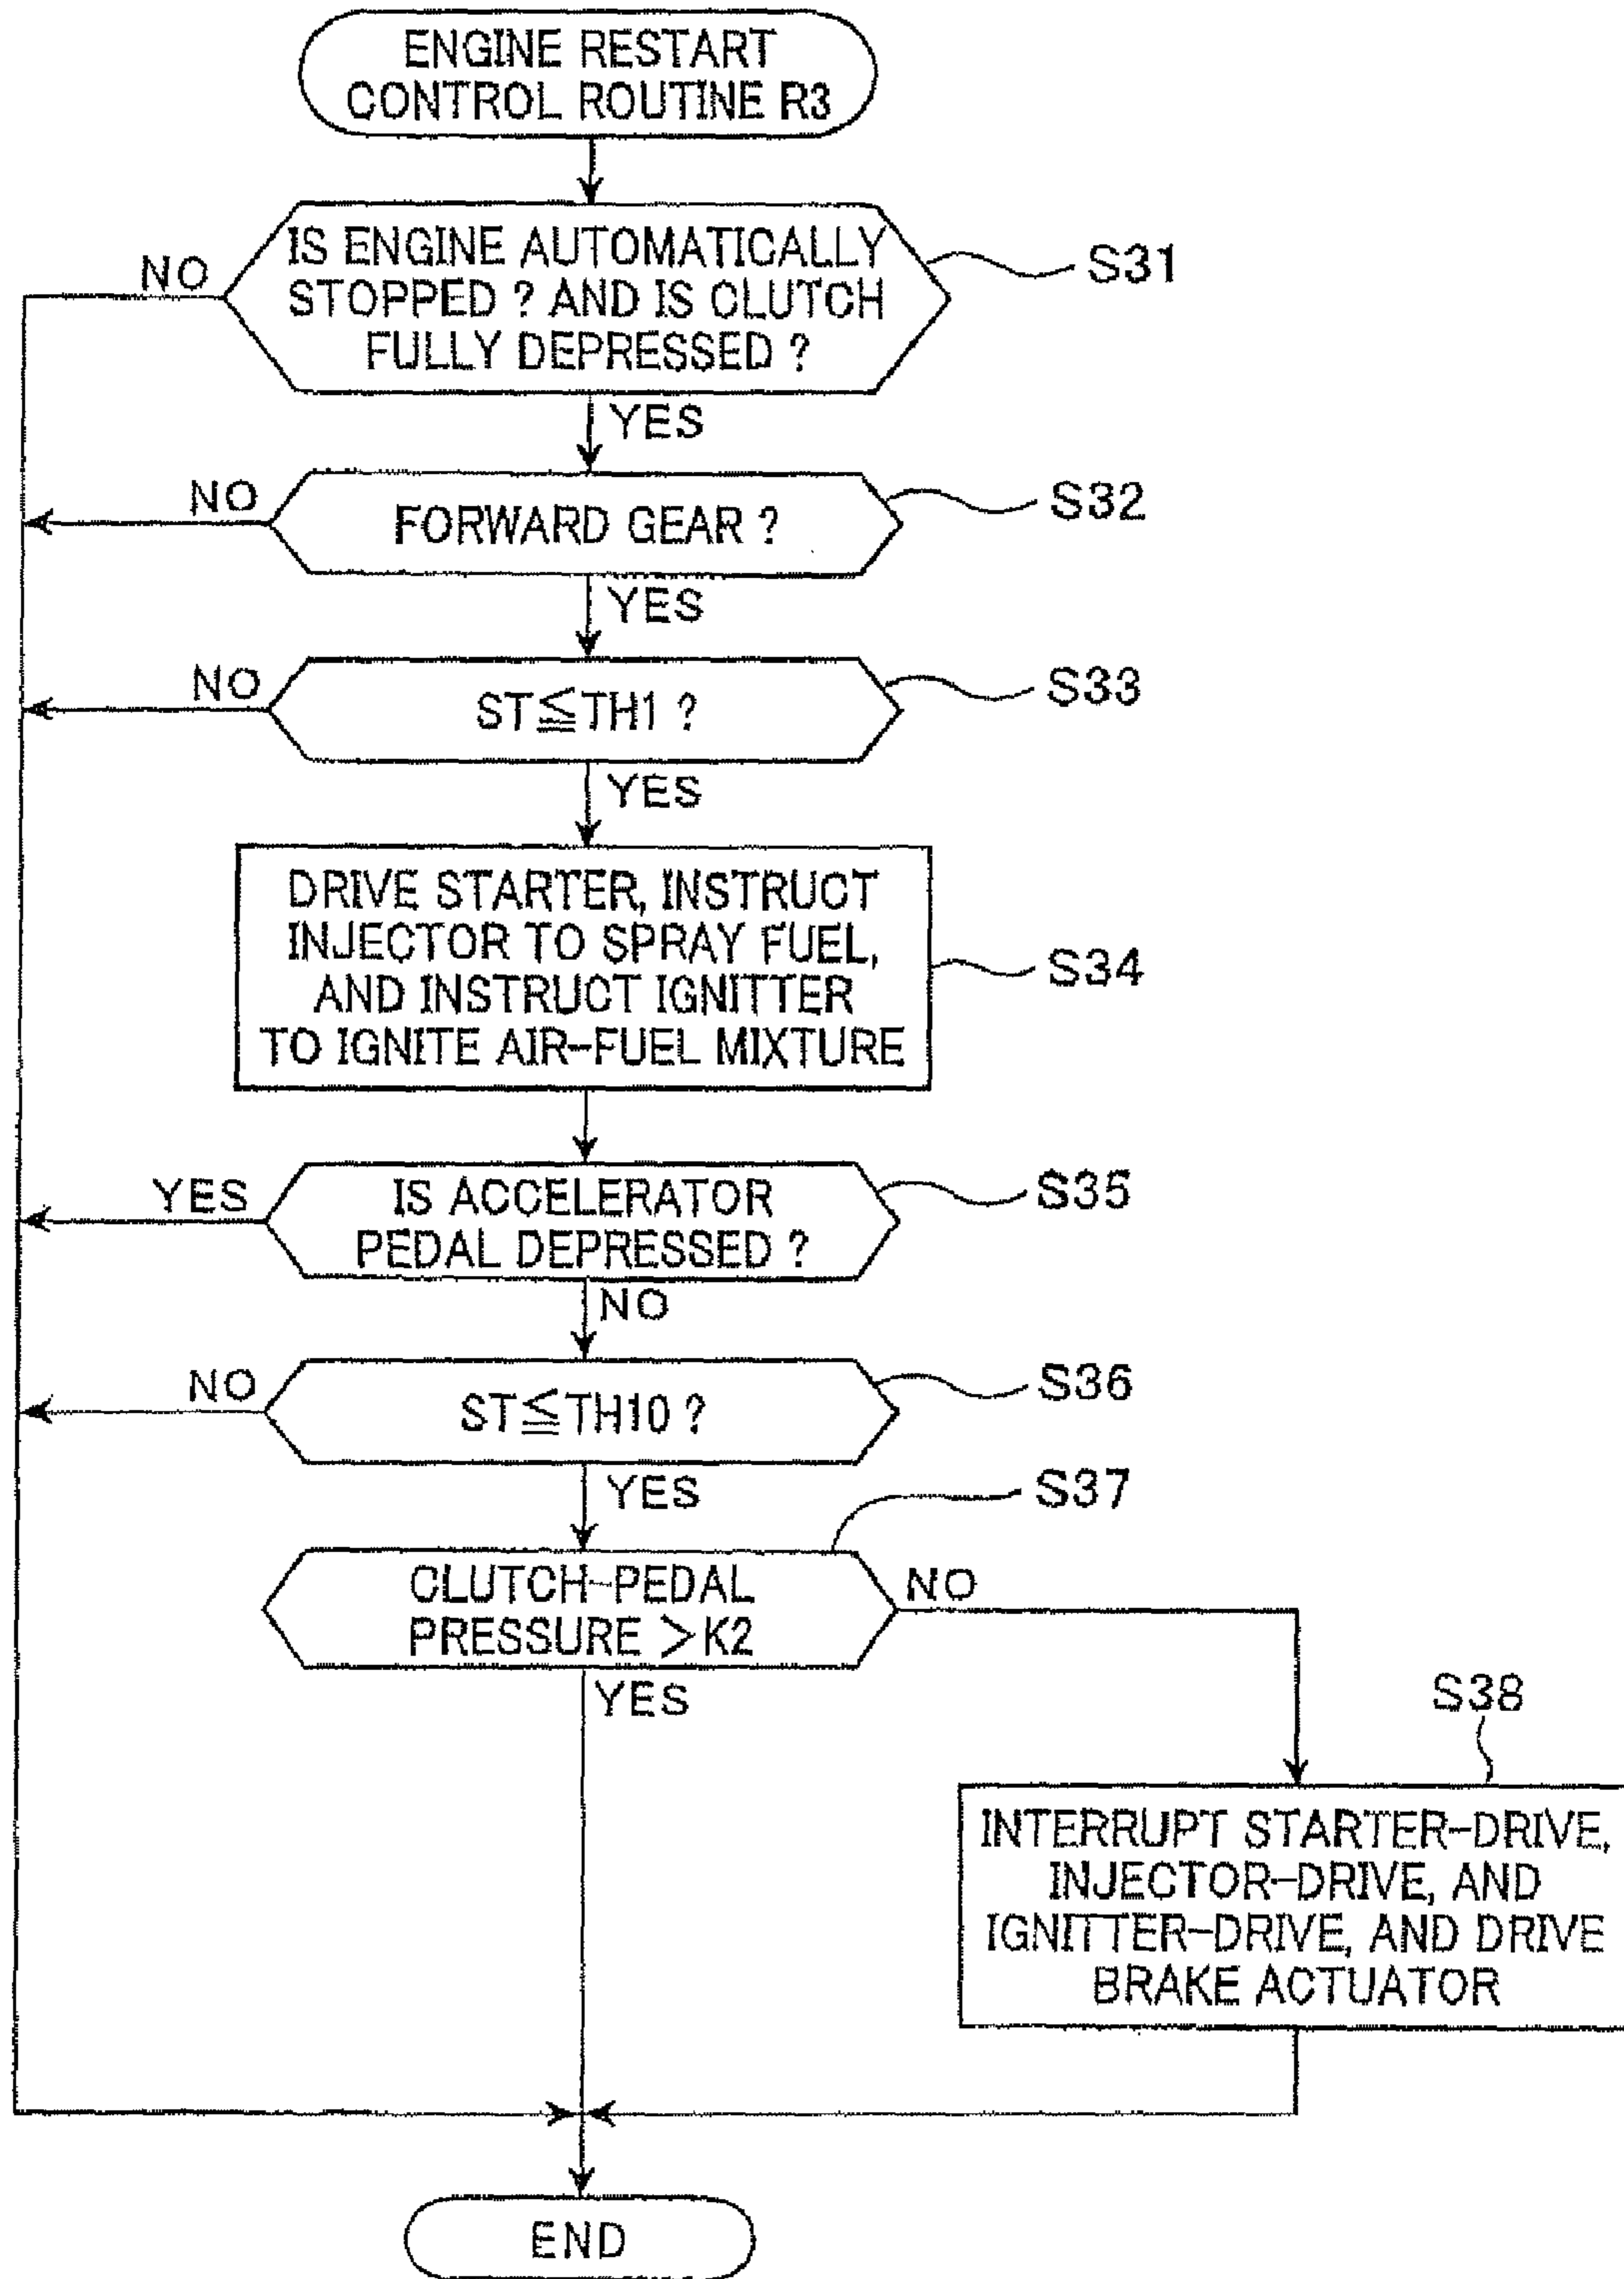 ENGINE RESTART
CONTROL ROUTINE R3
IS ENGINE AUTOMATICALLY
STOPPED ? AND IS CLUTCH
FULLY DEPRESSED ?
S31
NO
YES
FORWARD GEAR ?
S32
NO
YES
ST≦TH1 ?
S33
NO
YES
DRIVE STARTER, INSTRUCT
INJECTOR TO SPRAY FUEL,
AND INSTRUCT IGNITTER
TO IGNITE AIR-FUEL MIXTURE
S34
IS ACCELERATOR
PEDAL DEPRESSED ?
S35
YES
NO
ST≦TH10 ?
S36
NO
YES
CLUTCH-PEDAL
PRESSURE >K2
S37
NO
YES
S38
INTERRUPT STARTER-DRIVE,
INJECTOR-DRIVE, AND
IGNITTER-DRIVE, AND DRIVE
BRAKE ACTUATOR
END